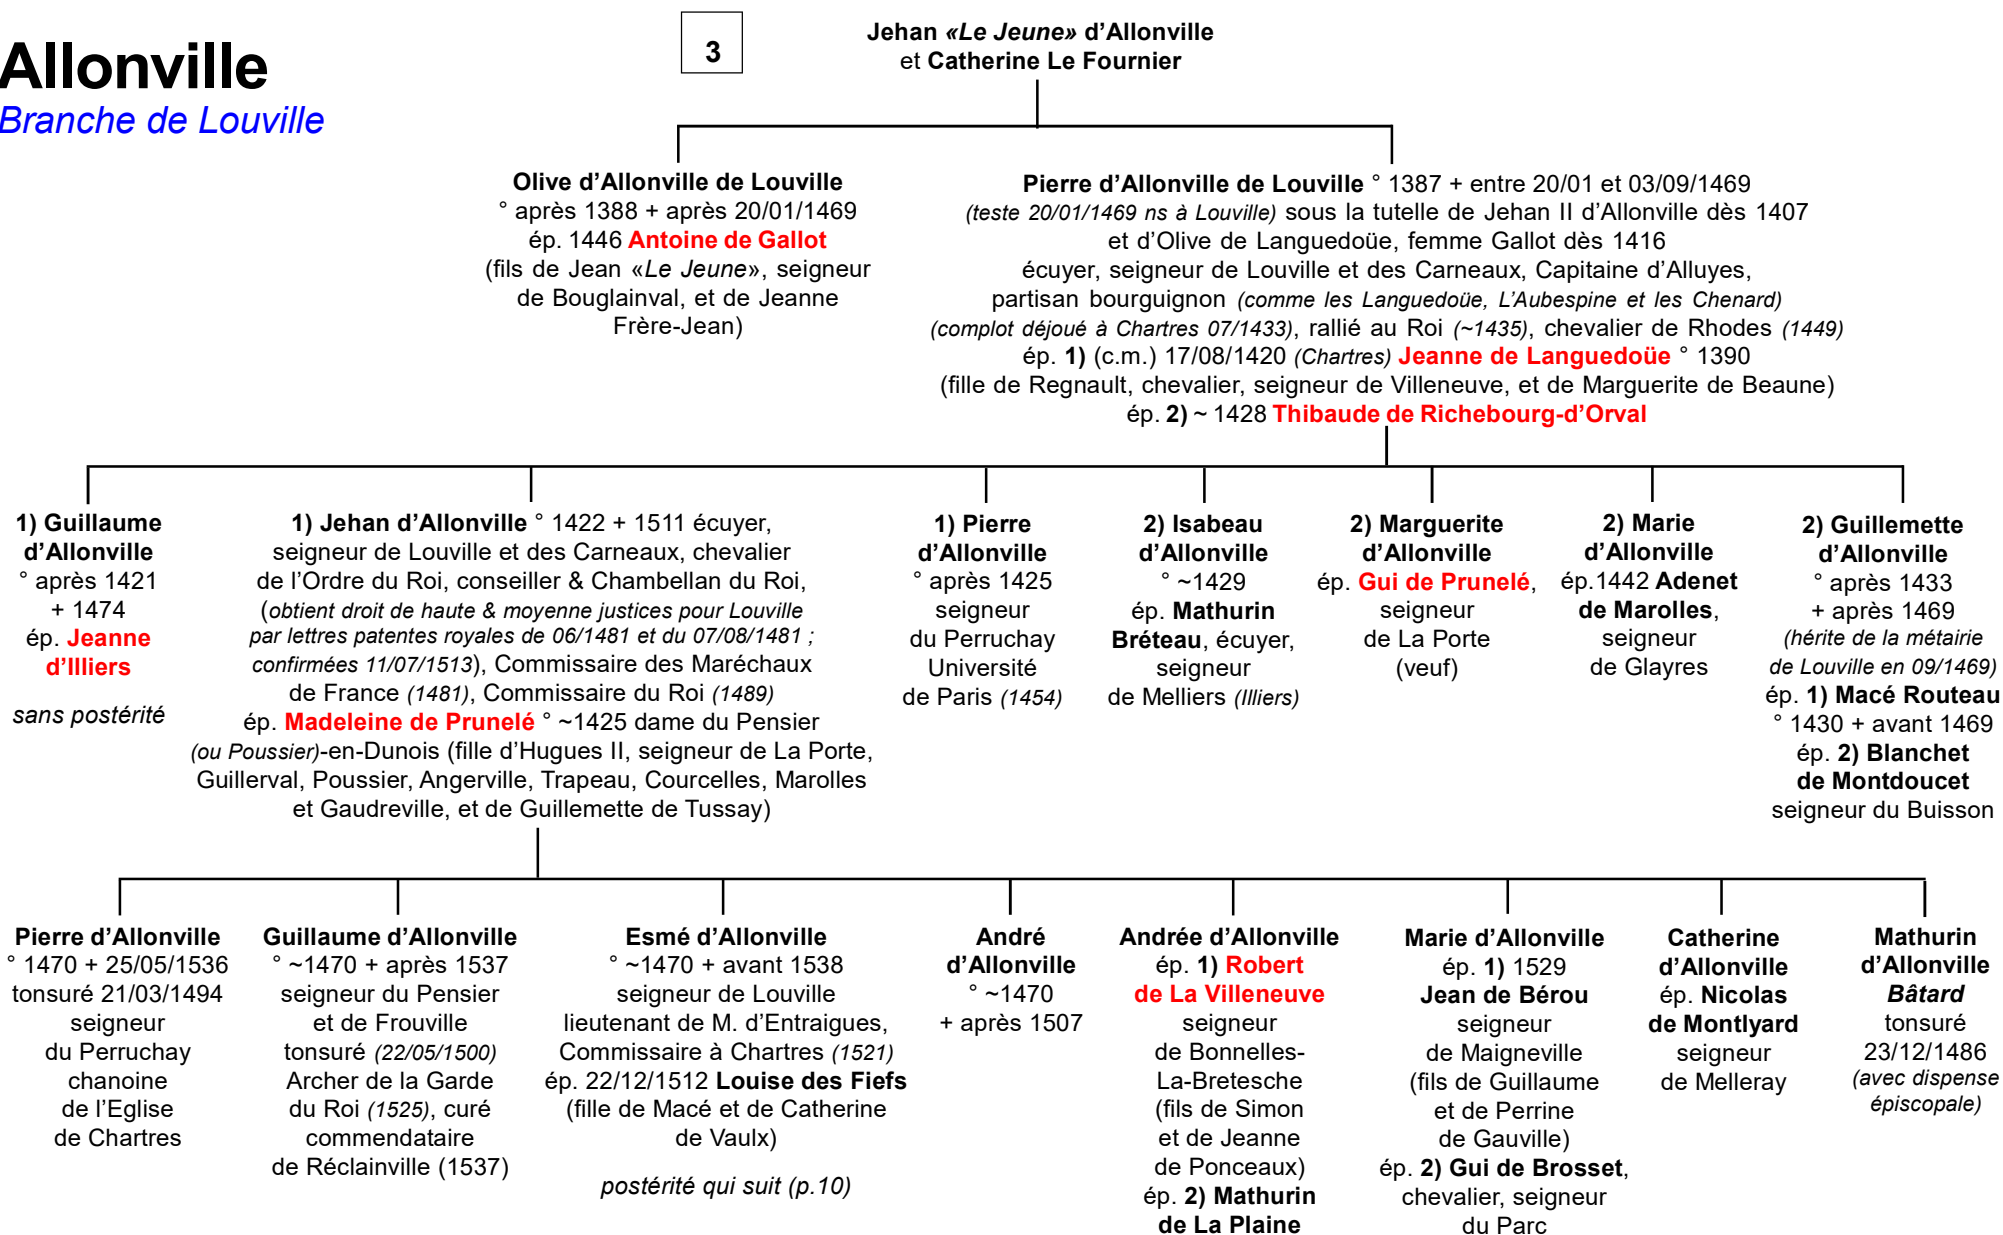 Allonville
Branche de Louville
3
Jehan «Le Jeune» d’Allonville
et Catherine Le Fournier
Olive d’Allonville de Louville
° après 1388 + après 20/01/1469
ép. 1446 Antoine de Gallot
(fils de Jean «Le Jeune», seigneur
de Bouglainval, et de Jeanne
Frère-Jean)
Pierre d’Allonville de Louville ° 1387 + entre 20/01 et 03/09/1469
(teste 20/01/1469 ns à Louville) sous la tutelle de Jehan II d’Allonville dès 1407
et d’Olive de Languedoüe, femme Gallot dès 1416
écuyer, seigneur de Louville et des Carneaux, Capitaine d’Alluyes,
partisan bourguignon (comme les Languedoüe, L’Aubespine et les Chenard)
(complot déjoué à Chartres 07/1433), rallié au Roi (~1435), chevalier de Rhodes (1449)
ép. 1) (c.m.) 17/08/1420 (Chartres) Jeanne de Languedoüe ° 1390
(fille de Regnault, chevalier, seigneur de Villeneuve, et de Marguerite de Beaune)
ép. 2) ~ 1428 Thibaude de Richebourg-d’Orval
1) Guillaume
d’Allonville
° après 1421
+ 1474
ép. Jeanne
d’Illiers
sans postérité
1) Jehan d’Allonville ° 1422 + 1511 écuyer,
seigneur de Louville et des Carneaux, chevalier
de l’Ordre du Roi, conseiller & Chambellan du Roi,
(obtient droit de haute & moyenne justices pour Louville
par lettres patentes royales de 06/1481 et du 07/08/1481 ;
confirmées 11/07/1513), Commissaire des Maréchaux
de France (1481), Commissaire du Roi (1489)
ép. Madeleine de Prunelé ° ~1425 dame du Pensier
(ou Poussier)-en-Dunois (fille d’Hugues II, seigneur de La Porte,
Guillerval, Poussier, Angerville, Trapeau, Courcelles, Marolles
et Gaudreville, et de Guillemette de Tussay)
1) Pierre
d’Allonville
° après 1425
seigneur
du Perruchay
Université
de Paris (1454)
2) Isabeau
d’Allonville
° ~1429
ép. Mathurin
Bréteau, écuyer,
seigneur
de Melliers (Illiers)
2) Marguerite
d’Allonville
ép. Gui de Prunelé,
seigneur
de La Porte
(veuf)
2) Marie
d’Allonville
ép.1442 Adenet
de Marolles,
seigneur
de Glayres
2) Guillemette
d’Allonville
° après 1433
+ après 1469
(hérite de la métairie
de Louville en 09/1469)
ép. 1) Macé Routeau
° 1430 + avant 1469
ép. 2) Blanchet
de Montdoucet
seigneur du Buisson
Pierre d’Allonville
° 1470 + 25/05/1536
tonsuré 21/03/1494
seigneur
du Perruchay
chanoine
de l’Eglise
de Chartres
Guillaume d’Allonville
° ~1470 + après 1537
seigneur du Pensier
et de Frouville
tonsuré (22/05/1500)
Archer de la Garde
du Roi (1525), curé
commendataire
de Réclainville (1537)
Esmé d’Allonville
° ~1470 + avant 1538
seigneur de Louville
lieutenant de M. d’Entraigues,
Commissaire à Chartres (1521)
ép. 22/12/1512 Louise des Fiefs
(fille de Macé et de Catherine
de Vaulx)
postérité qui suit (p.10)
André
d’Allonville
° ~1470
+ après 1507
Andrée d’Allonville
ép. 1) Robert
de La Villeneuve
seigneur
de Bonnelles-
La-Bretesche
(fils de Simon
et de Jeanne
de Ponceaux)
ép. 2) Mathurin
de La Plaine
Marie d’Allonville
ép. 1) 1529
Jean de Bérou
seigneur
de Maigneville
(fils de Guillaume
et de Perrine
de Gauville)
ép. 2) Gui de Brosset,
chevalier, seigneur
du Parc
Catherine
d’Allonville
ép. Nicolas
de Montlyard
seigneur
de Melleray
Mathurin
d’Allonville
Bâtard
tonsuré
23/12/1486
(avec dispense
épiscopale)